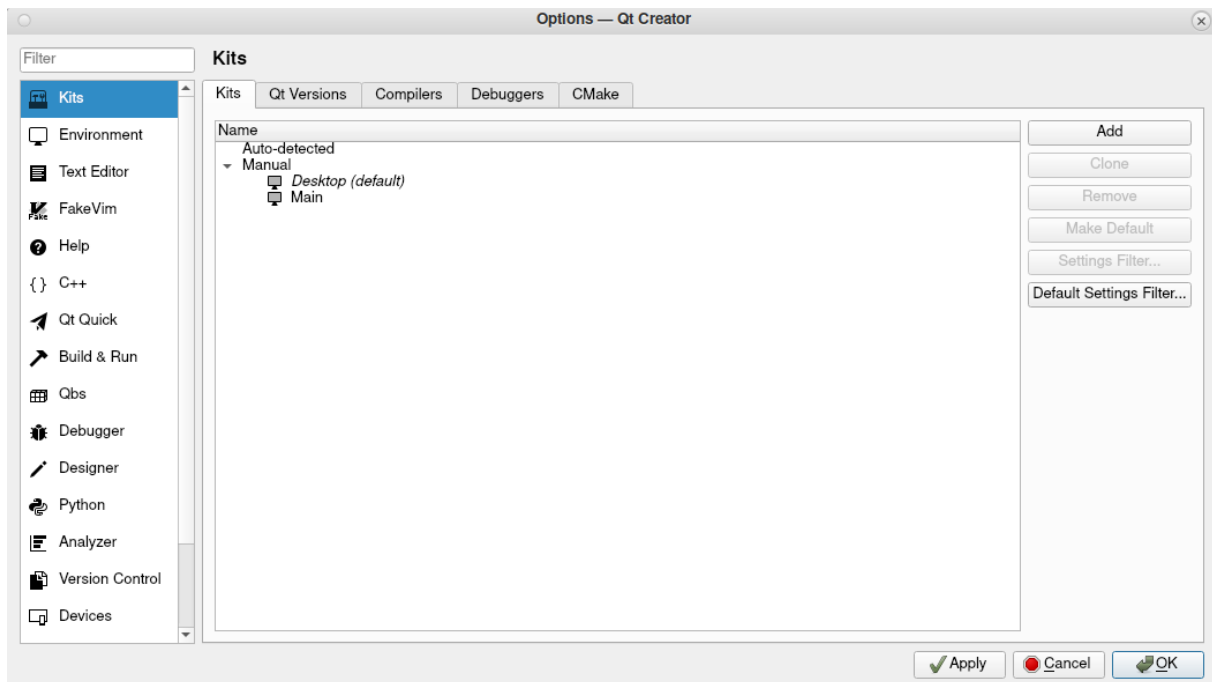 Options — Qt Creator
Filter
Kits
Environment
Text Editor
Fake
FakeVim
Help
{} C++
Qt Quick
Build & Run
Qbs
Debugger
Designer
Python
Analyzer
Version Control
Devices
Kits
Kits Qt Versions Compilers Debuggers CMake
Name
Auto-detected
Manual
Desktop (default)
Main
Add
Clone
Remove
Make Default
Settings Filter...
Default Settings Filter...
Apply Cancel OK